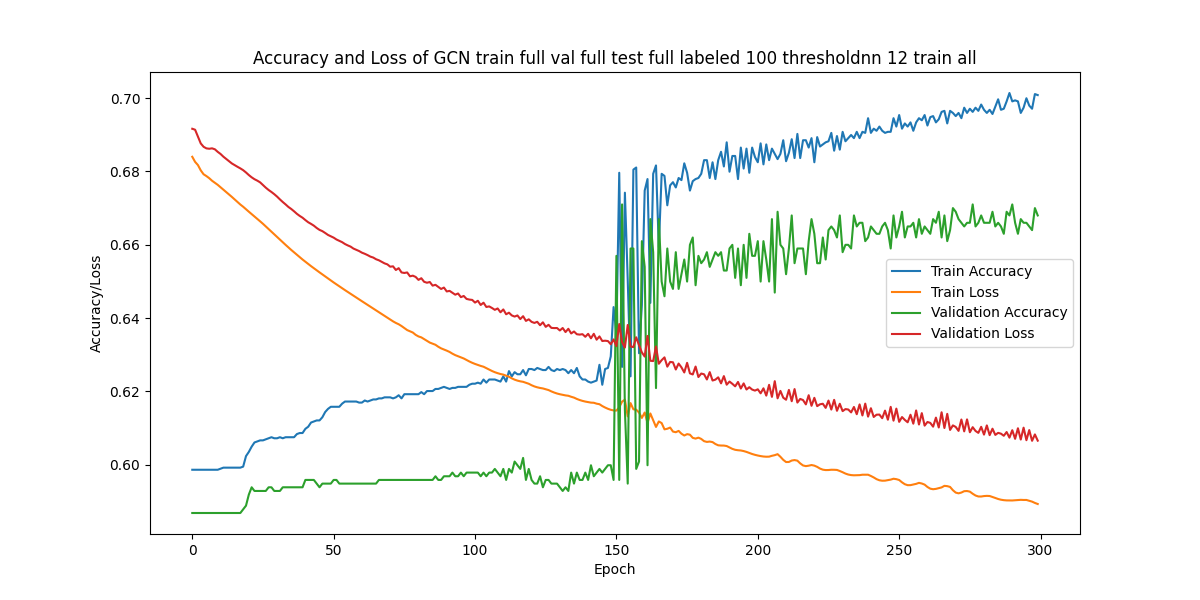 Accuracy and Loss of GCN train full val full test full labeled 100 thresholdnn 12 train all
0.70
0.68
0.66
0.64
0.62
0.60
Accuracy/Loss
Train Accuracy
Train Loss
Validation Accuracy
Validation Loss
0 50 100 150 200 250 300
Epoch